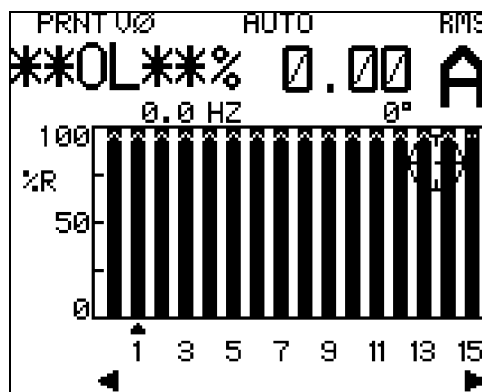 PRNT VØ AUTO RMS
**OL**% 0.00 A
0.0 HZ 0°
100
%R
50
0
1 3 5 7 9 11 13 15